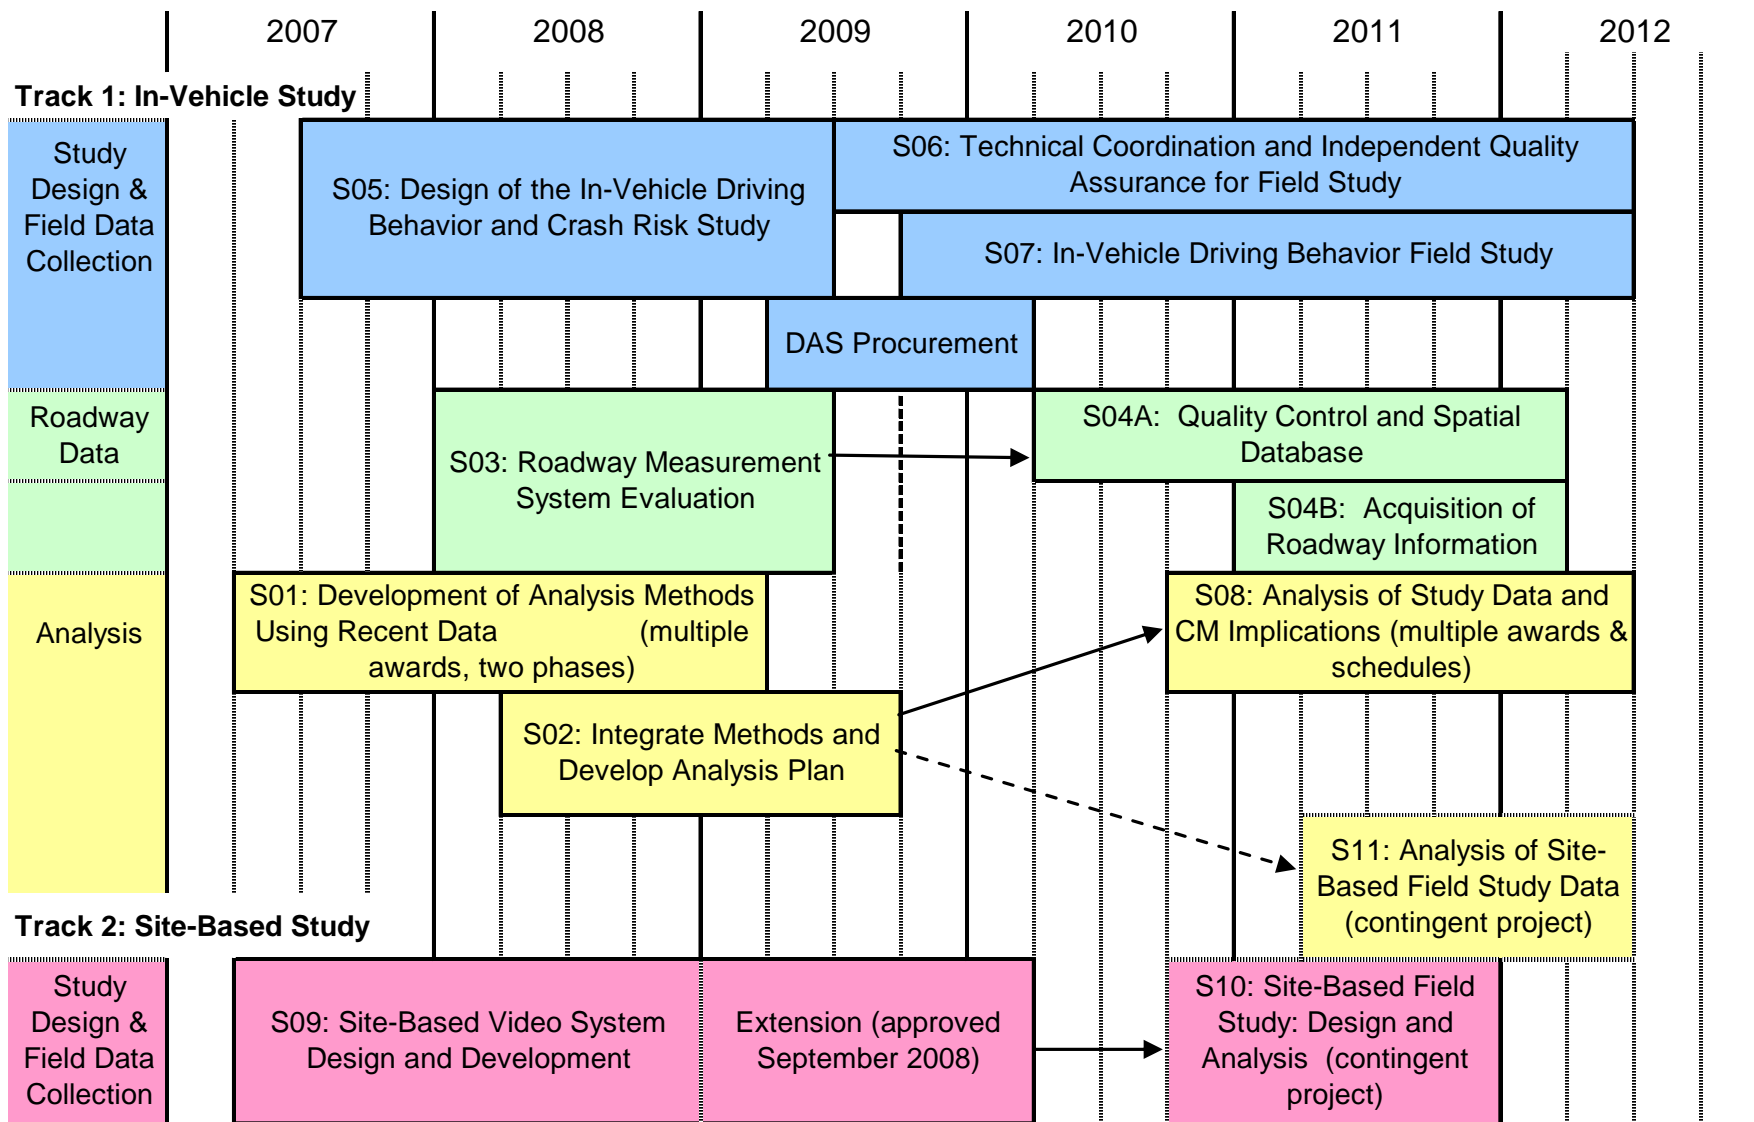 2007 2008 2009 2010 2011 2012
Track 1: In-Vehicle Study
Study
Design &
Field Data
Collection
S05: Design of the In-Vehicle Driving
Behavior and Crash Risk Study
S06: Technical Coordination and Independent Quality
Assurance for Field Study
S07: In-Vehicle Driving Behavior Field Study
DAS Procurement
Roadway
Data
S03: Roadway Measurement
System Evaluation
S04A: Quality Control and Spatial
Database
S04B: Acquisition of
Roadway Information
Analysis
S01: Development of Analysis Methods
Using Recent Data (multiple
awards, two phases)
S08: Analysis of Study Data and
CM Implications (multiple awards &
schedules)
S02: Integrate Methods and
Develop Analysis Plan
S11: Analysis of Site-
Based Field Study Data
(contingent project)
Track 2: Site-Based Study
Study
Design &
Field Data
Collection
S09: Site-Based Video System
Design and Development
Extension (approved
September 2008)
S10: Site-Based Field
Study: Design and
Analysis (contingent
project)